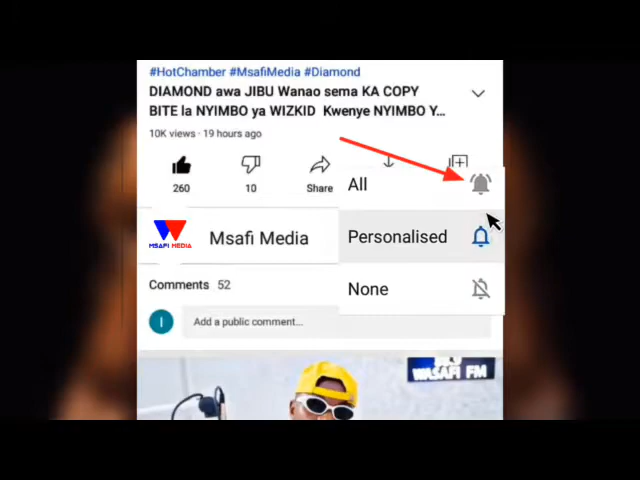 #HotChamber #MsafiMedia #Diamond
DIAMOND awa JIBU Wanao sema KA COPY
BITE la NYIMBO ya WIZKID Kwenye NYIMBO Y...
10K views · 19 hours ago
260
10
Share
All
MSAFI MEDIA
Msafi Media
Personalised
Comments 52
None
I
Add a public comment...
WASAFI FM